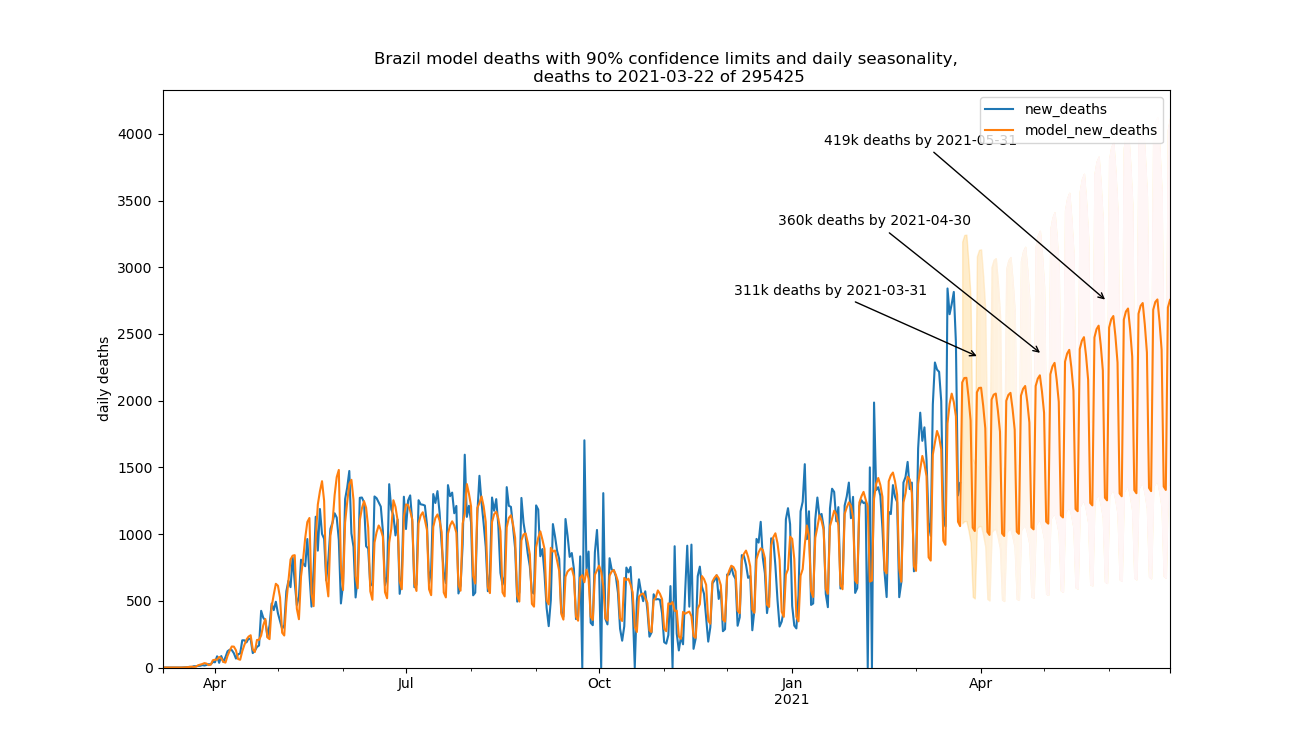 Brazil model deaths with 90% confidence limits and daily seasonality,
deaths to 2021-03-22 of 295425
new_deaths
model_new_deaths
419k deaths by 2021-05-31
360k deaths by 2021-04-30
311k deaths by 2021-03-31
daily deaths
4000
3500
3000
2500
2000
1500
1000
500
0
Apr
Jul
Oct
Jan
2021
Apr